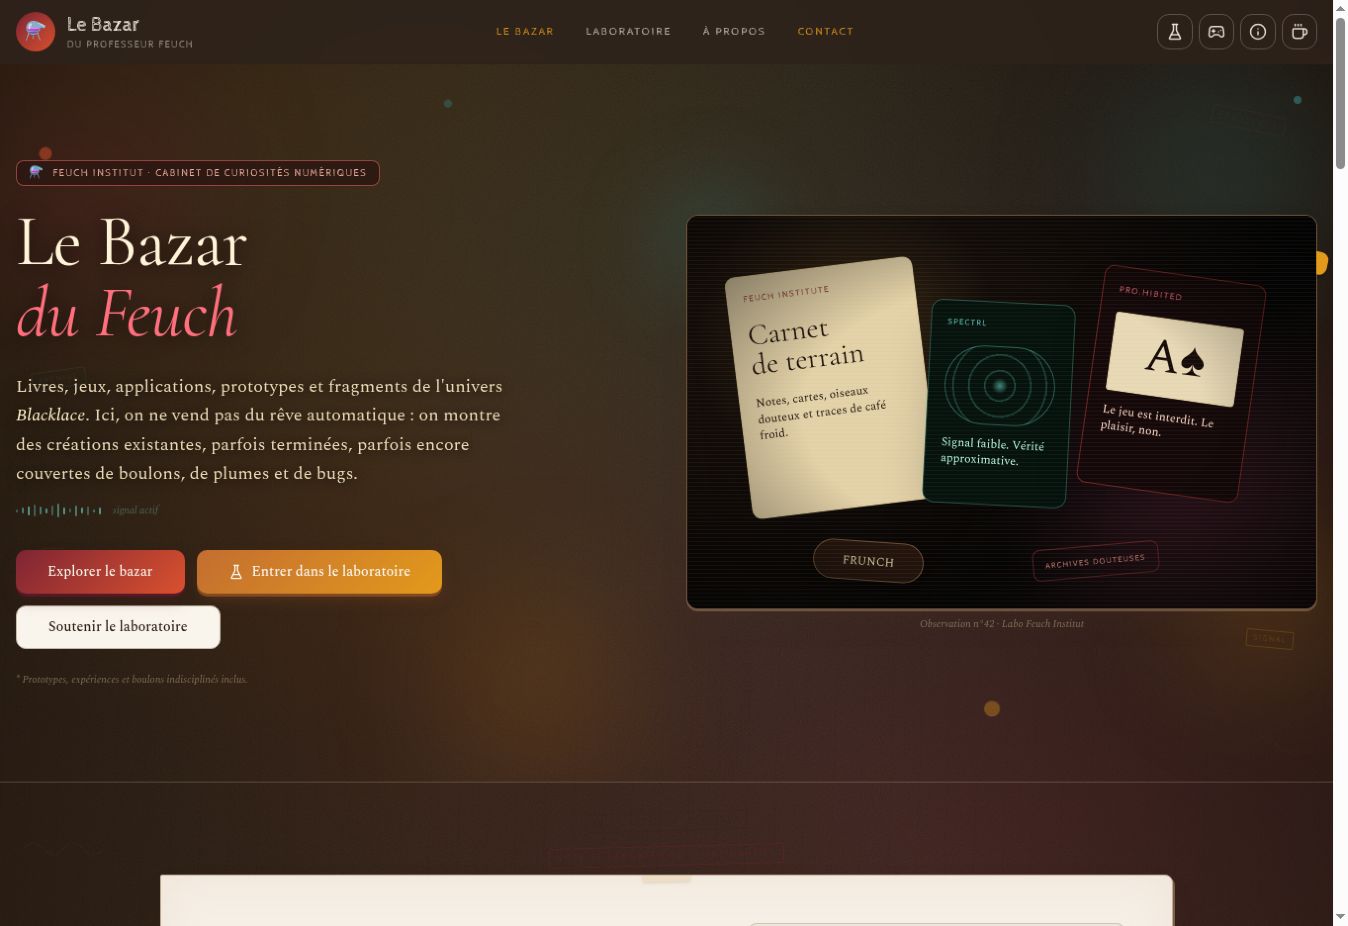 Le Bazar
DU PROFESSEUR FEUCH
LE BAZAR
LABORATOIRE
À PROPOS
CONTACT
FEUCH INSTITUT · CABINET DE CURIOSITÉS NUMÉRIQUES
Le Bazar
du Feuch
Livres, jeux, applications, prototypes et fragments de l'univers
Blacklace. Ici, on ne vend pas du rêve automatique : on montre
des créations existantes, parfois terminées, parfois encore
couvertes de boulons, de plumes et de bugs.
signal actif
Explorer le bazar
Entrer dans le laboratoire
Soutenir le laboratoire
* Prototypes, expériences et boulons indisciplinés inclus.
FEUCH INSTITUTE
Carnet
de terrain
Notes, cartes, oiseaux
douteux et traces de café
froid.
SPECTRL
Signal faible. Vérité
approximative.
PRO.HIBITED
A♠
Le jeu est interdit. Le
plaisir, non.
FRUNCH
ARCHIVES DOUTEUSES
Observation n°42 · Labo Feuch Institut
SIGNAL